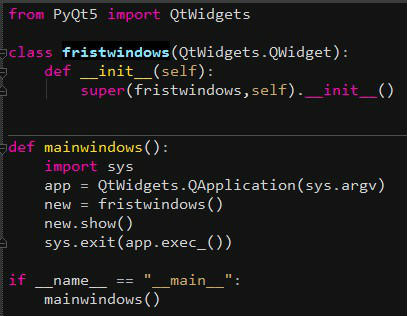 from PyQt5 import QtWidgets
class fristwindows(QtWidgets.QWidget):
    def __init__(self):
        super(fristwindows,self).__init__()
def mainwindows():
    import sys
    app = QtWidgets.QApplication(sys.argv)
    new = fristwindows()
    new.show()
    sys.exit(app.exec_())
if __name__ == "__main__":
    mainwindows()